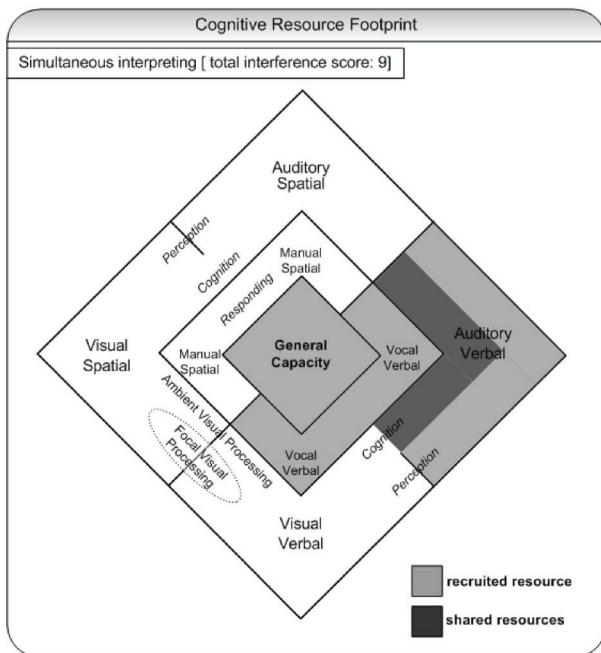 Cognitive Resource Footprint
Simultaneous interpreting [ total interference score: 9]
Auditory
Spatial
Perception
Cognition
Responding
Manual
Spatial
Visual
Spatial
Manual
Spatial
General
Capacity
Vocal
Verbal
Auditory
Verbal
Ambient Visual Processing
Focal Visual
Processing
Vocal
Verbal
Cognition
Perception
Visual
Verbal
recruited resource
shared resources